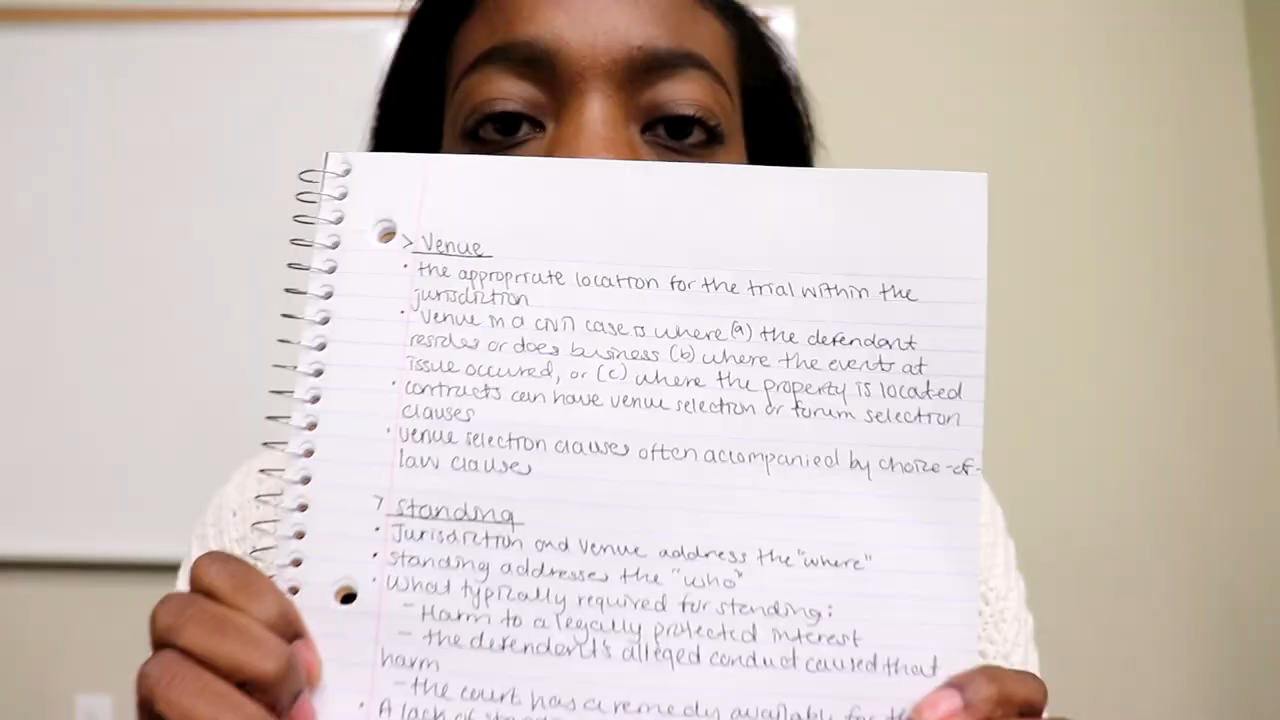 > Venue
• the appropriate location for the trial within the
jurisdiction
• Venue in a civil case is where (a) the defendant
resides or does business (b) where the events at
issue occured, or (c) where the property is located
• contracts can have venue selection or forum selection
clauses
• venue selection clauses often accompanied by choice-of-
law clauses
> Standing
• Jurisdiction and venue address the "where"
• standing addresses the "who"
• What typically required for standing:
- Harm to a legally protected interest
- the defendant's alleged conduct caused that
harm
- the court has a remedy available for
• A lack of